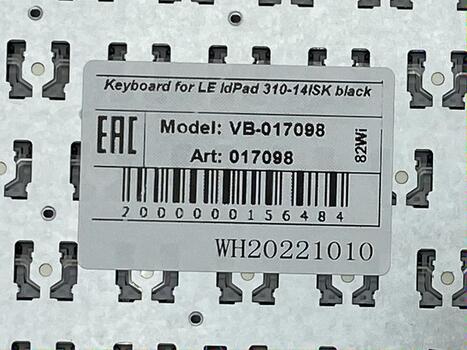 Keyboard for LE IdPad 310-14ISK black
EAC
Model: VB-017098
Art: 017098
82Wi
2000000156484
WH20221010